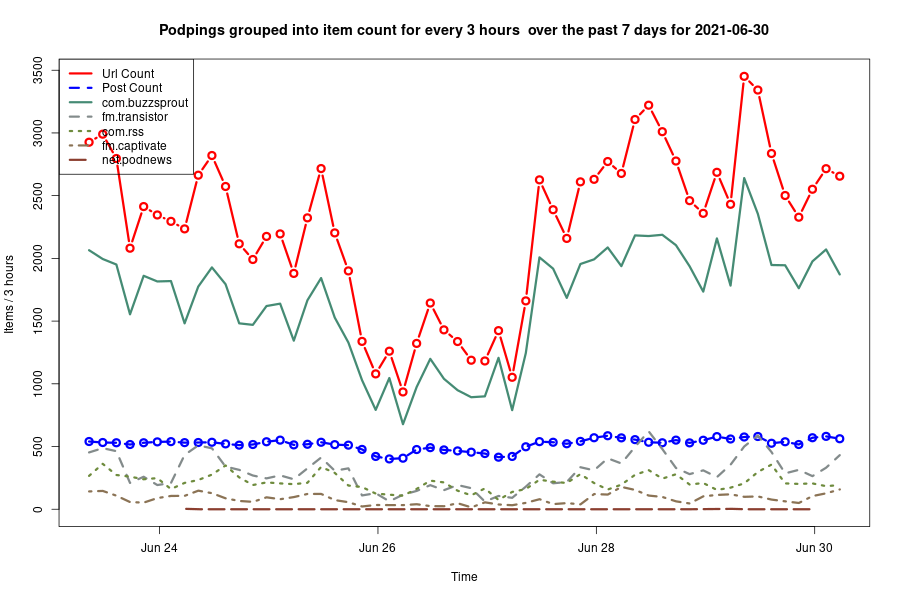 Podpings grouped into item count for every 3 hours  over the past 7 days for 2021-06-30
Url Count
Post Count
com.buzzsprout
fm.transistor
com.rss
fm.captivate
net.podnews
3500
3000
2500
2000
1500
1000
500
0
Items / 3 hours
Jun 24
Jun 26
Jun 28
Jun 30
Time